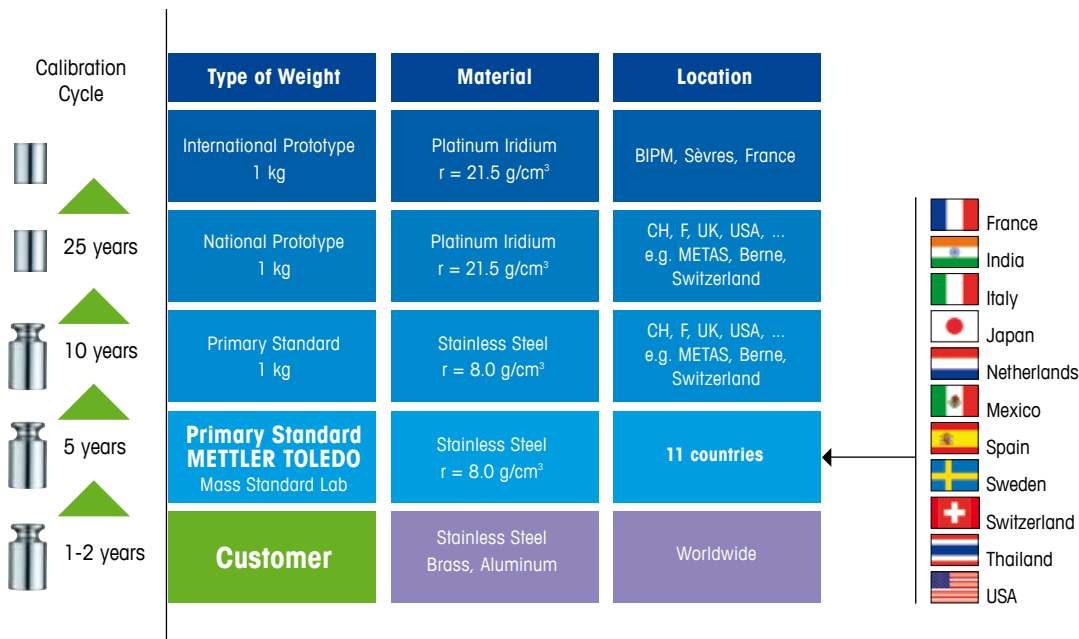 Calibration
Cycle
Type of Weight
Material
Location
International Prototype
1 kg
Platinum Iridium
r = 21.5 g/cm³
BIPM, Sèvres, France
25 years
National Prototype
1 kg
Platinum Iridium
r = 21.5 g/cm³
CH, F, UK, USA, ...
e.g. METAS, Berne,
Switzerland
10 years
Primary Standard
1 kg
Stainless Steel
r = 8.0 g/cm³
CH, F, UK, USA, ...
e.g. METAS, Berne,
Switzerland
5 years
Primary Standard
METTLER TOLEDO
Mass Standard Lab
Stainless Steel
r = 8.0 g/cm³
11 countries
1-2 years
Customer
Stainless Steel
Brass, Aluminum
Worldwide
France
India
Italy
Japan
Netherlands
Mexico
Spain
Sweden
Switzerland
Thailand
USA